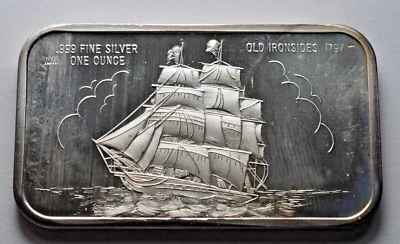 .999 FINE SILVER
ONE OUNCE
OLD IRONSIDES 1797